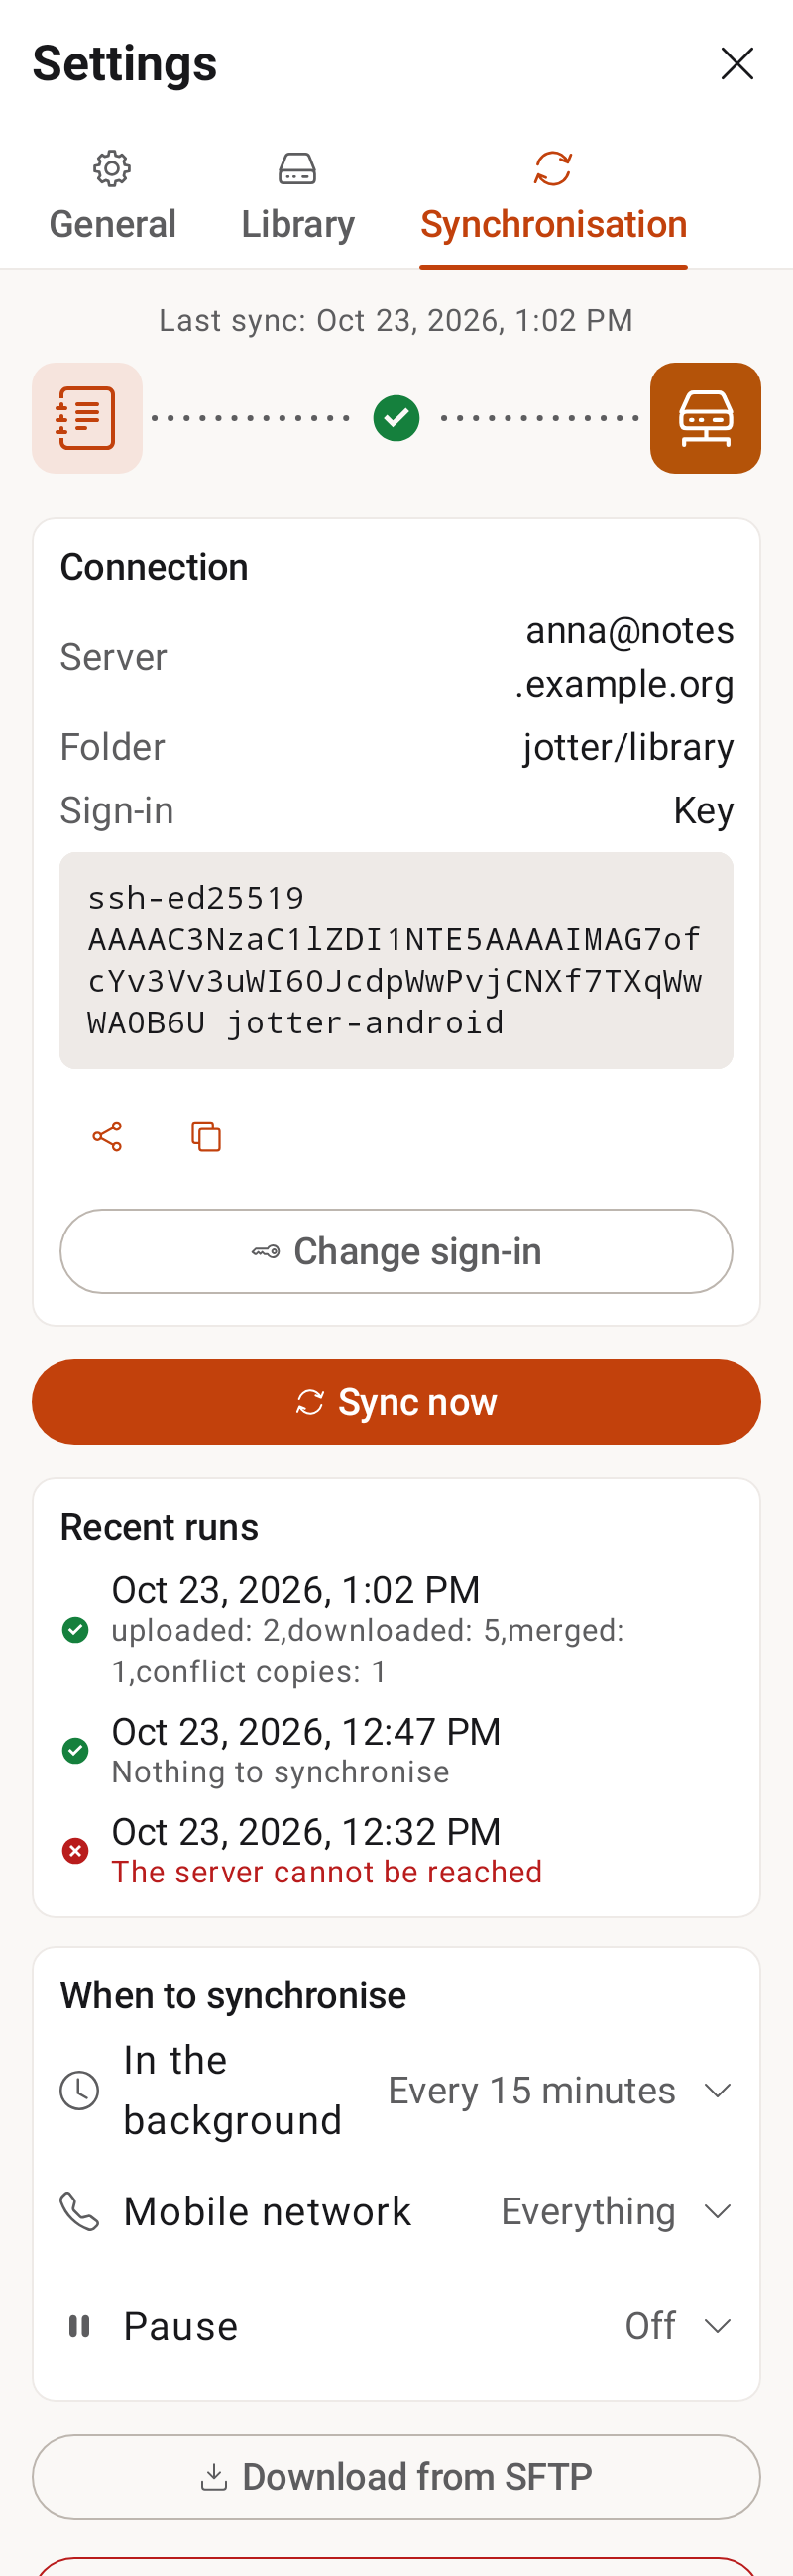 Settings
General
Library
Synchronisation
Last sync: Oct 23, 2026, 1:02 PM
Connection
Server
anna@notes
.example.org
Folder
jotter/library
Sign-in
Key
ssh-ed25519
AAAAC3NzaC1lZDI1NTE5AAAAIMAG7of
cYv3Vv3uWI6OJcdpWwPvjCNXf7TXqWw
WAOB6U jotter-android
Change sign-in
Sync now
Recent runs
Oct 23, 2026, 1:02 PM
uploaded: 2,downloaded: 5,merged:
1,conflict copies: 1
Oct 23, 2026, 12:47 PM
Nothing to synchronise
Oct 23, 2026, 12:32 PM
The server cannot be reached
When to synchronise
In the
background
Every 15 minutes
Mobile network
Everything
Pause
Off
Download from SFTP